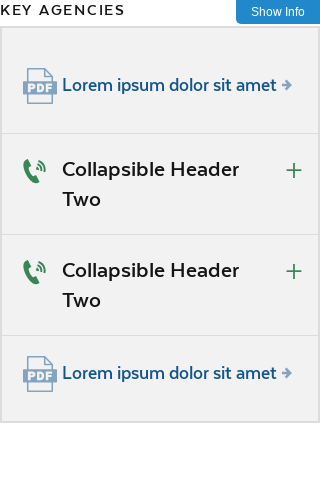 KEY AGENCIES
Show Info
PDF
Lorem ipsum dolor sit amet
Collapsible Header
Two
Collapsible Header
Two
PDF
Lorem ipsum dolor sit amet